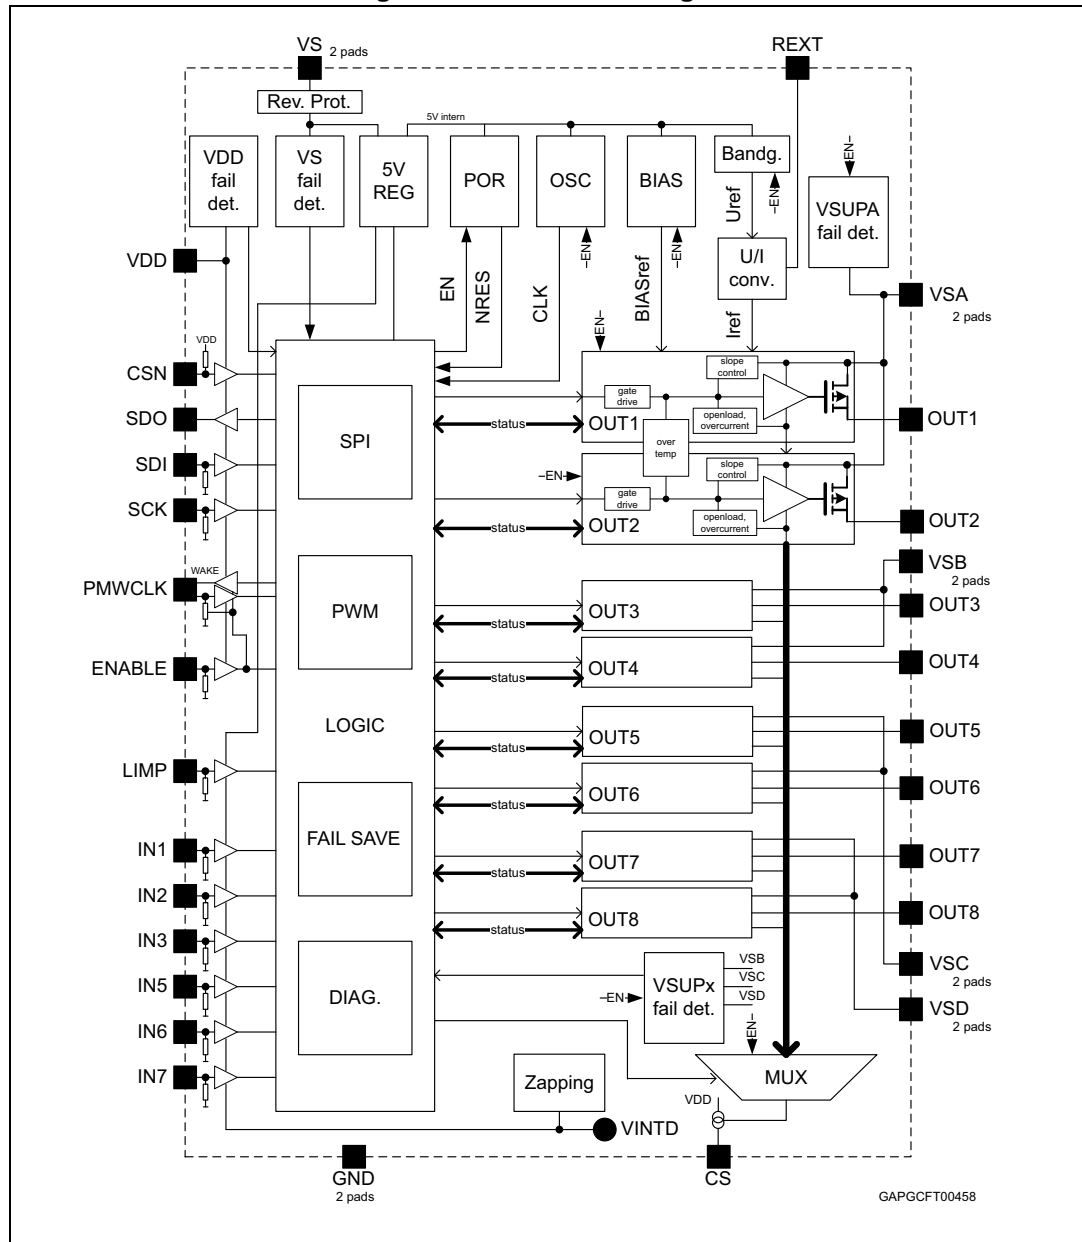 VS
2 pads
REXT
Rev. Prot.
5V intern
VDD
fail
det.
VS
fail
det.
5V
REG
POR
OSC
BIAS
Bandg.
–EN–
VSUPA
fail det.
–EN–
–EN–
–EN–
Uref
U/I
conv.
VDD
EN
NRES
CLK
BIASref
Iref
–EN–
VSA
2 pads
VDD
CSN
SDO
SDI
SCK
SPI
slope
control
gate
drive
openload,
overcurrent
OUT1
status
OUT1
over
temp
–EN–
slope
control
gate
drive
openload,
overcurrent
OUT2
status
OUT2
VSB
2 pads
WAKE
PMWCLK
PWM
status
OUT3
OUT3
ENABLE
status
OUT4
OUT4
LOGIC
status
OUT5
OUT5
LIMP
status
OUT6
OUT6
FAIL SAVE
IN1
status
OUT7
OUT7
IN2
status
OUT8
OUT8
IN3
VSC
2 pads
IN5
DIAG.
–EN–
VSUPx
fail det.
VSB
VSC
VSD
VSD
2 pads
–EN–
IN6
IN7
Zapping
MUX
VDD
VINTD
GND
2 pads
CS
GAPGCFT00458